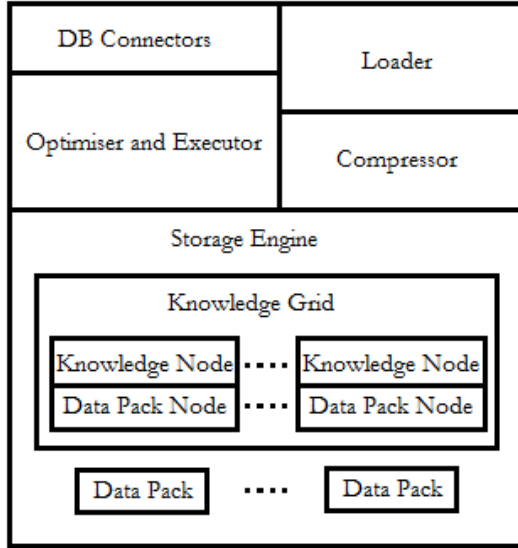 DB Connectors
Loader
Optimiser and Executor
Compressor
Storage Engine
Knowledge Grid
Knowledge Node
Knowledge Node
Data Pack Node
Data Pack Node
Data Pack
Data Pack